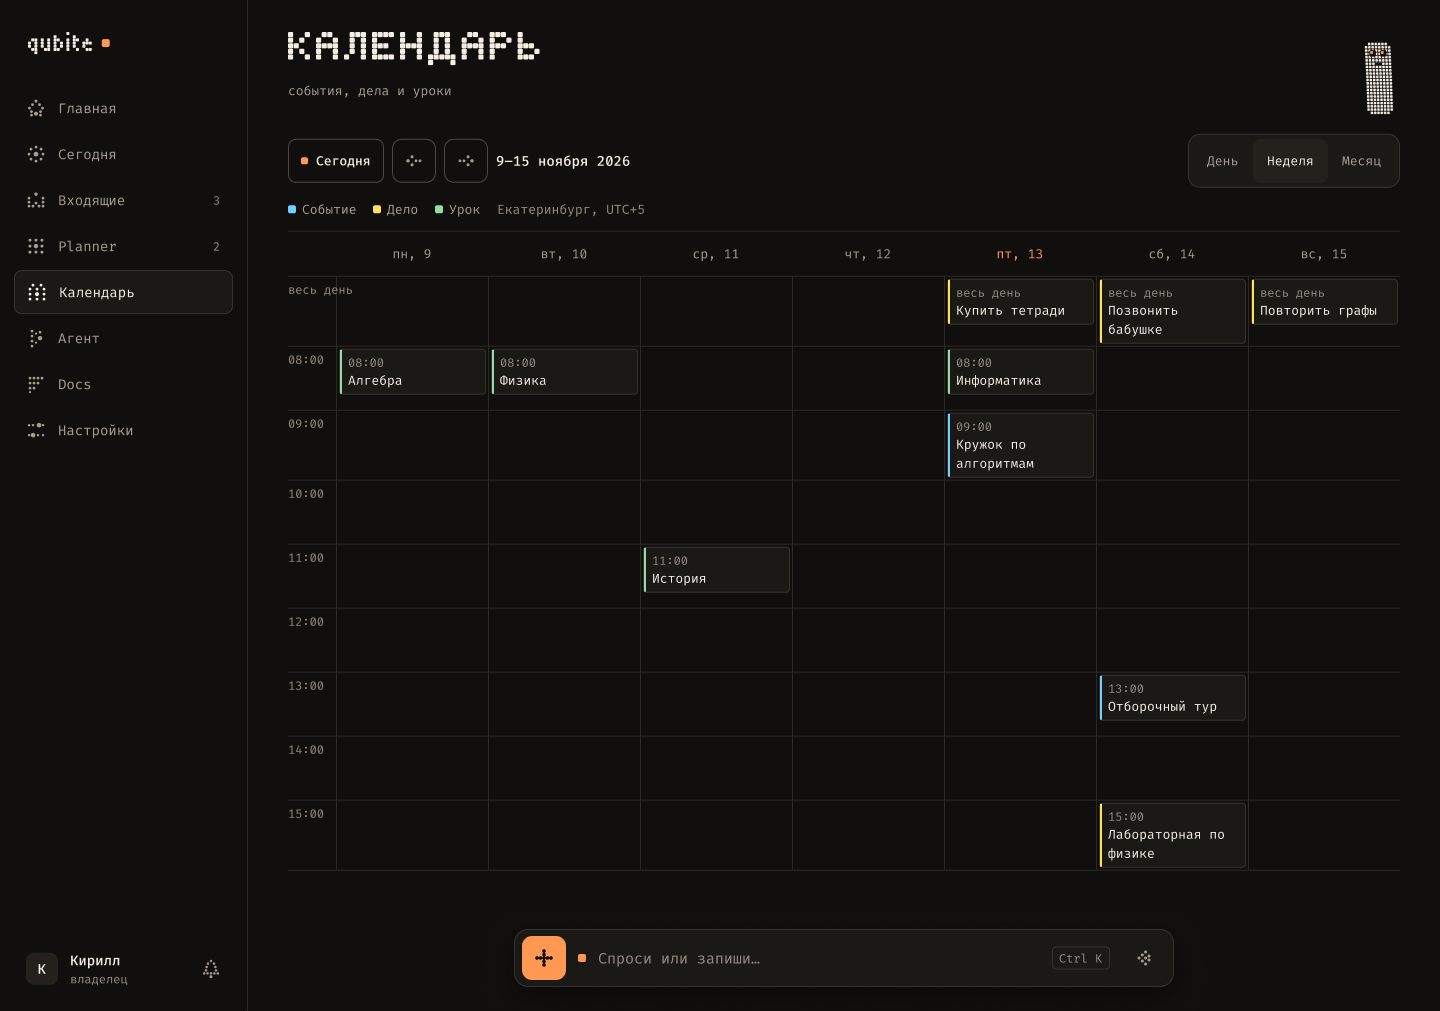 qubite
Главная
Сегодня
Входящие 3
Planner 2
Календарь
Агент
Docs
Настройки
К
Кирилл
владелец
КАЛЕНДАРЬ
события, дела и уроки
Сегодня
9–15 ноября 2026
День Неделя Месяц
Событие Дело Урок Екатеринбург, UTC+5
пн, 9 вт, 10 ср, 11 чт, 12 пт, 13 сб, 14 вс, 15
весь день
весь день
Купить тетради
весь день
Позвонить
бабушке
весь день
Повторить графы
08:00
08:00
Алгебра
08:00
Физика
08:00
Информатика
09:00
09:00
Кружок по
алгоритмам
10:00
11:00
11:00
История
12:00
13:00
13:00
Отборочный тур
14:00
15:00
15:00
Лабораторная по
физике
Спроси или запиши…
Ctrl K